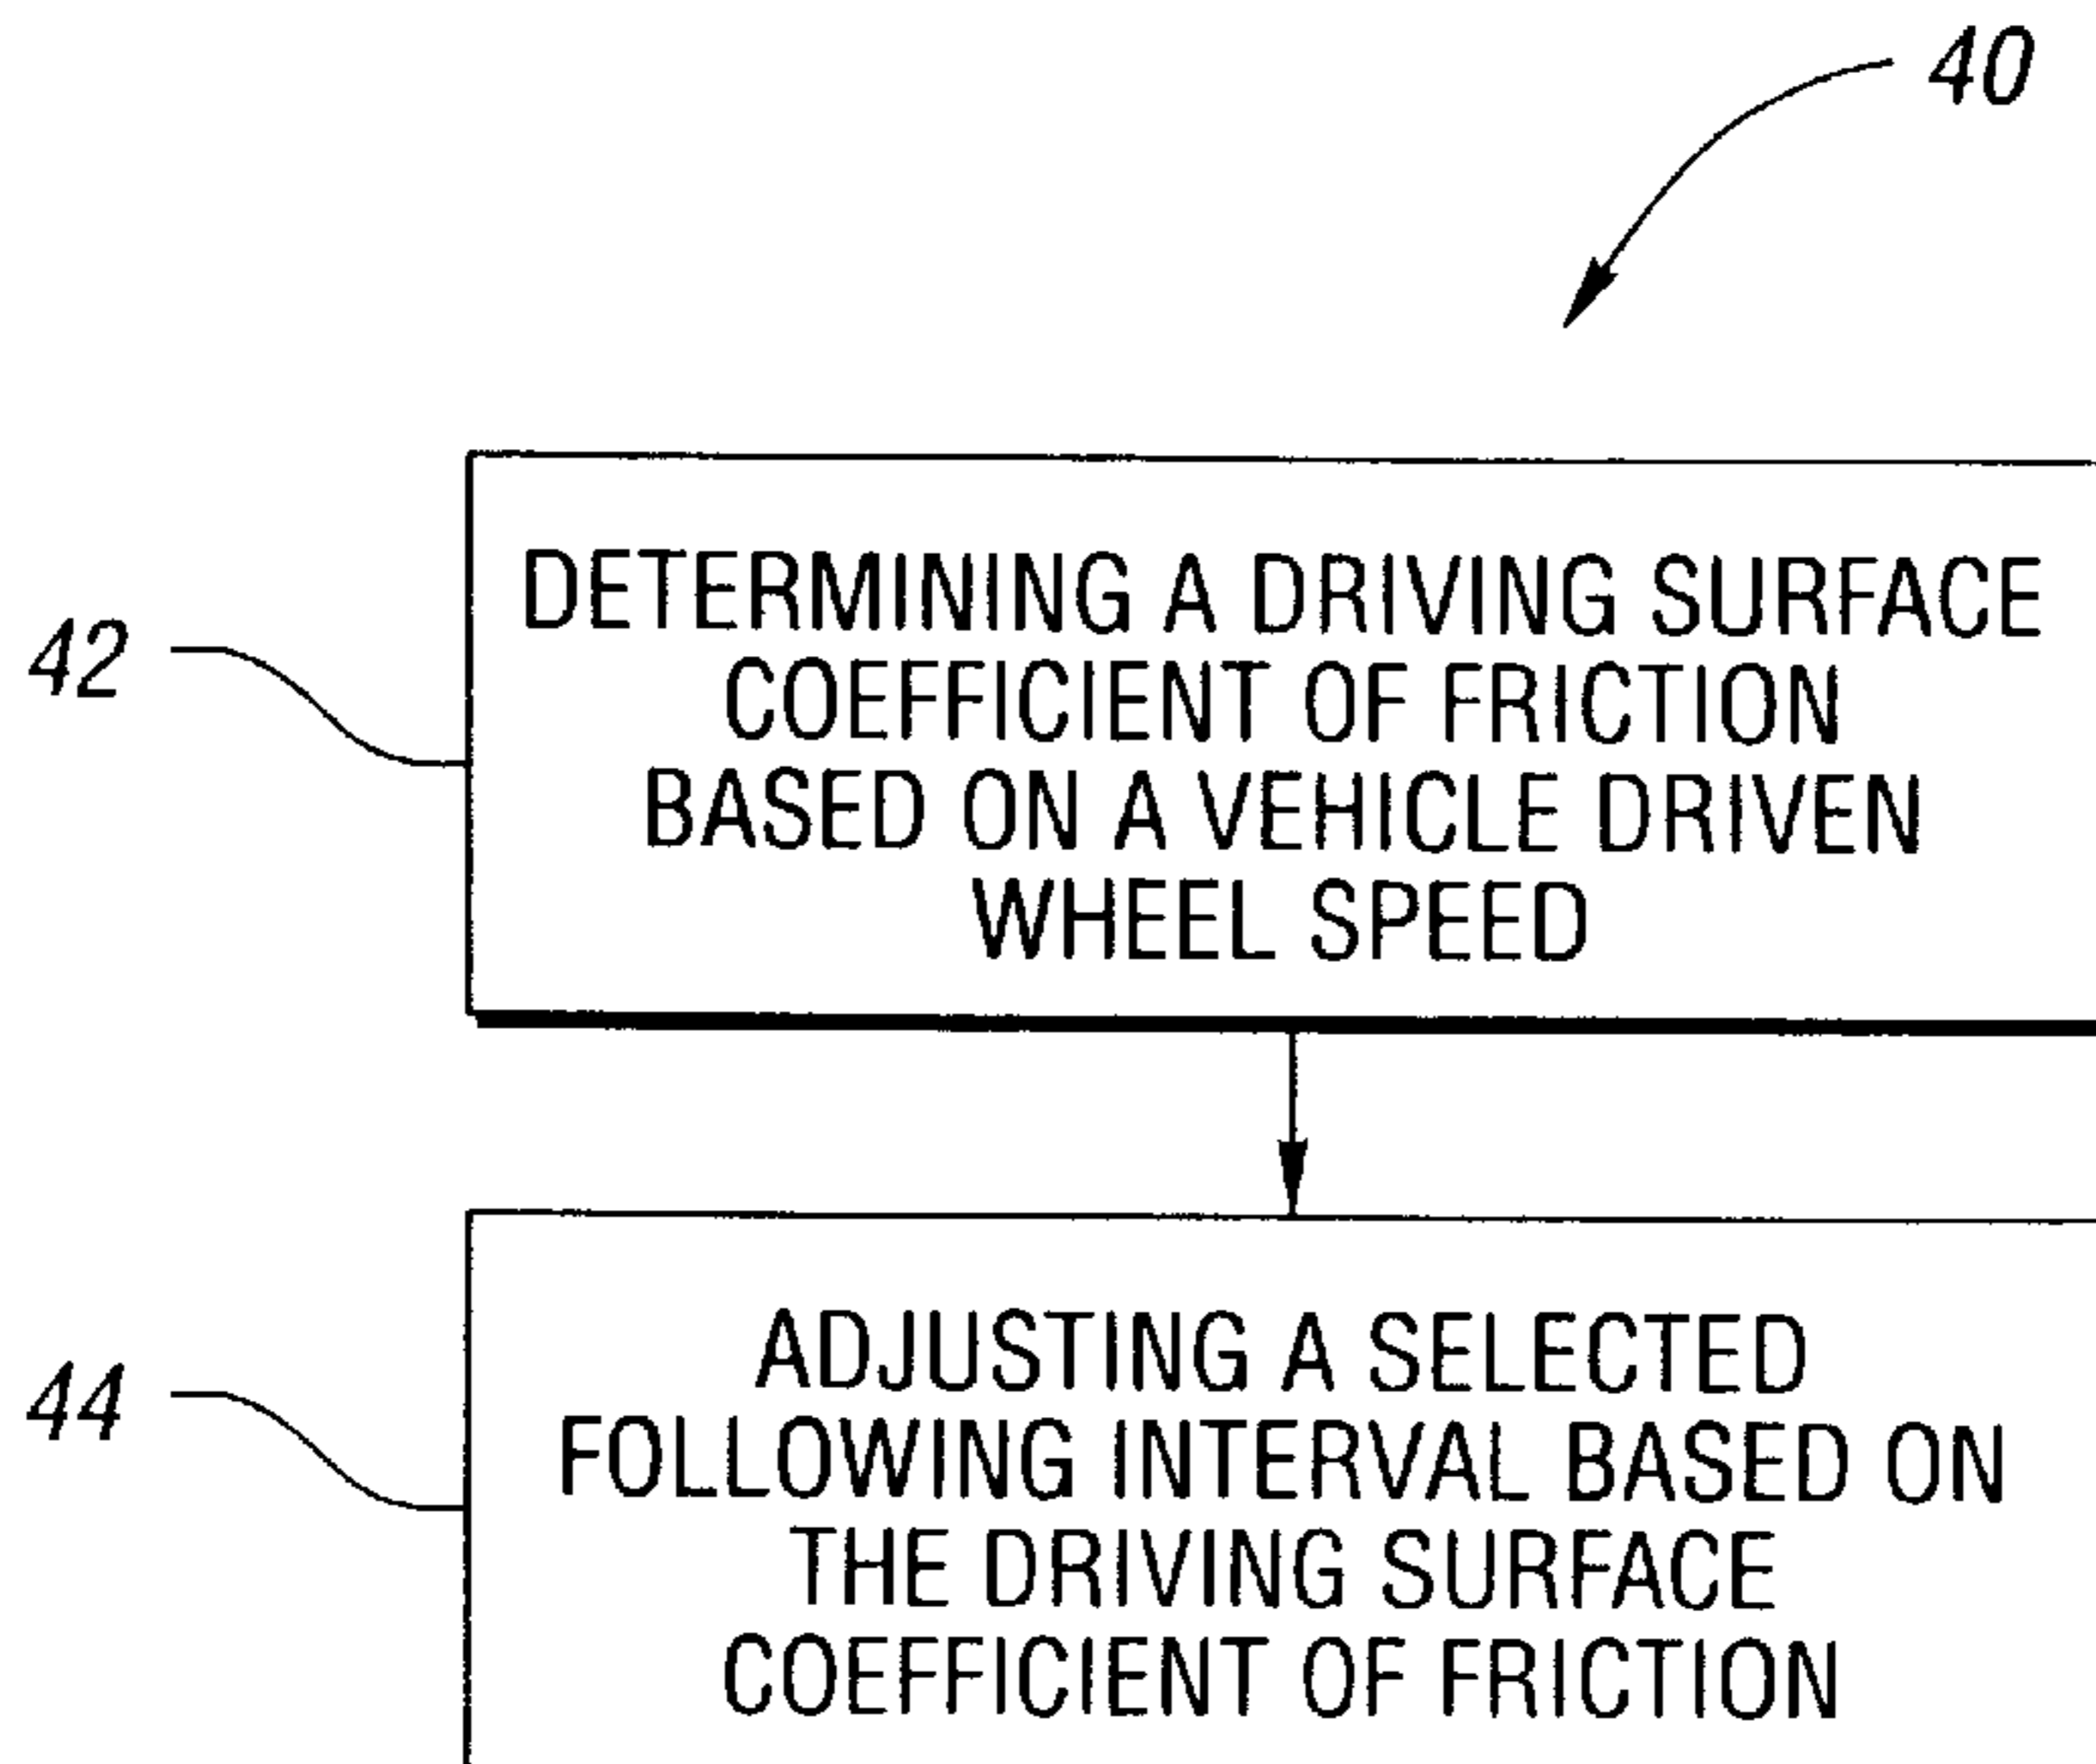 40
42
DETERMINING A DRIVING SURFACE
COEFFICIENT OF FRICTION
BASED ON A VEHICLE DRIVEN
WHEEL SPEED
44
ADJUSTING A SELECTED
FOLLOWING INTERVAL BASED ON
THE DRIVING SURFACE
COEFFICIENT OF FRICTION